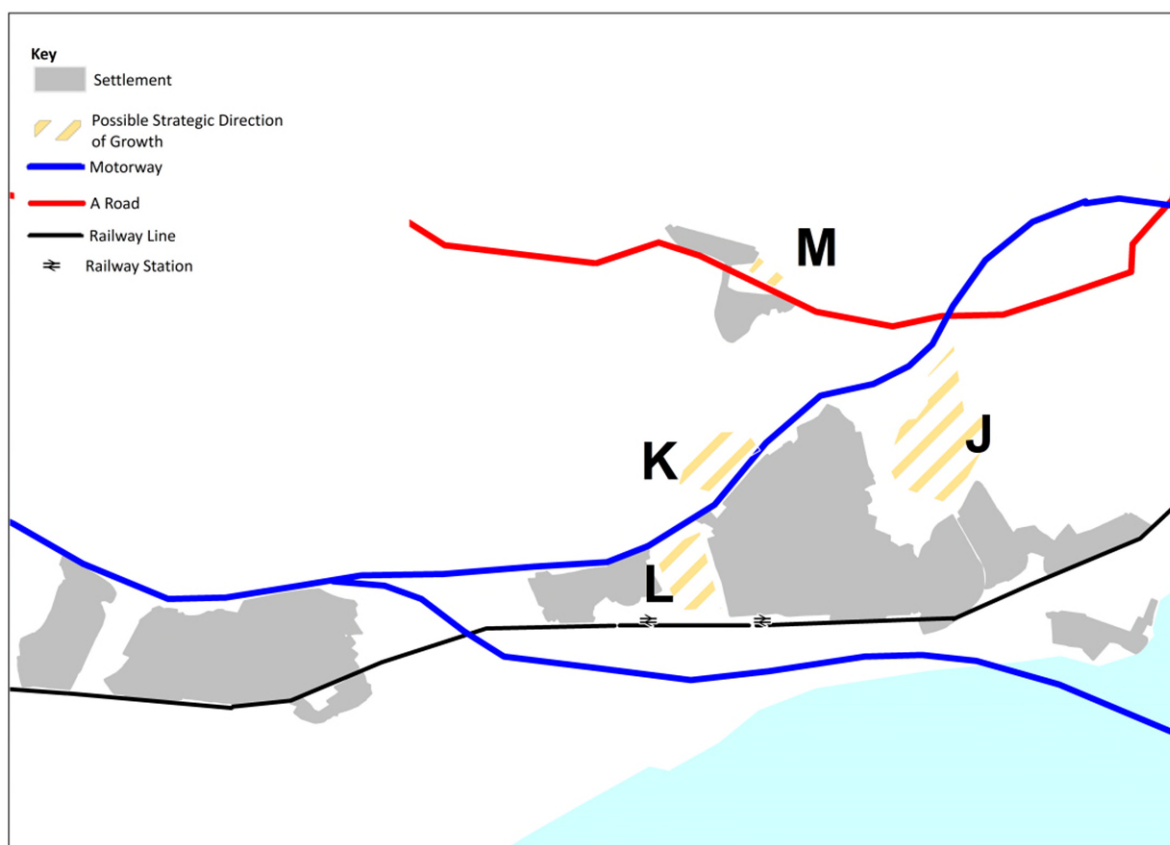 Key
Settlement
Possible Strategic Direction
of Growth
Motorway
A Road
Railway Line
Railway Station
M
J
K
L